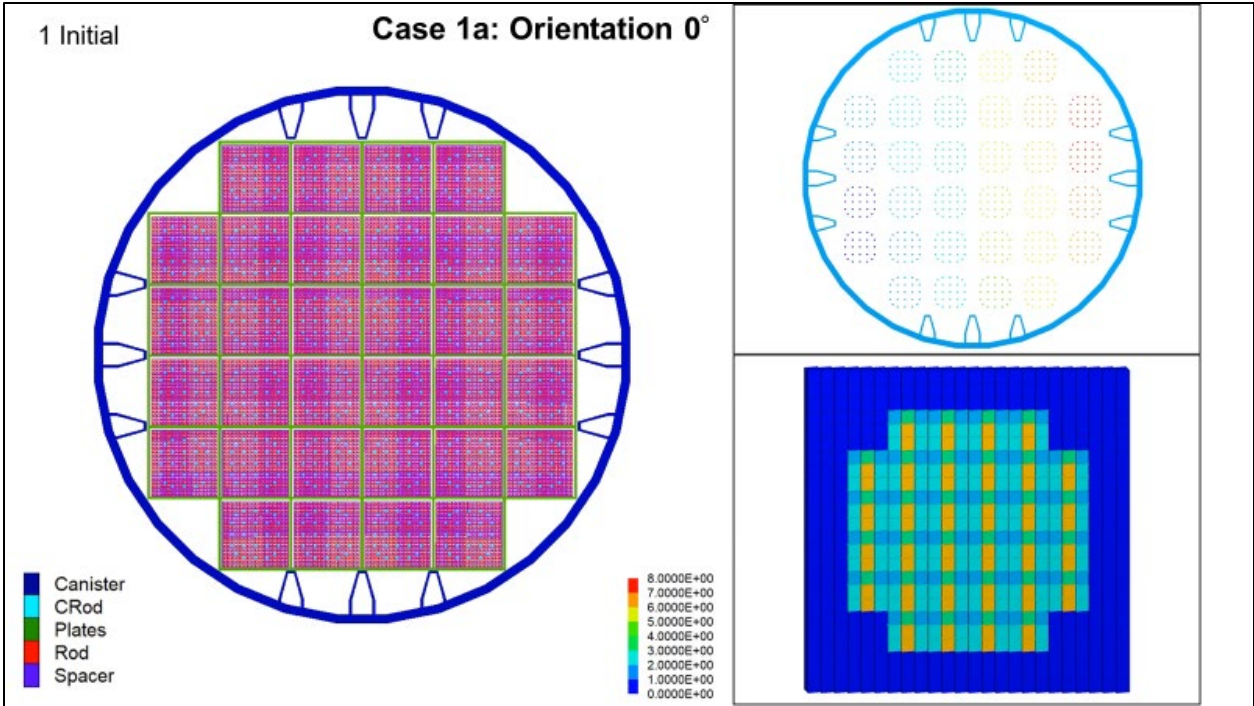 1 Initial
Case 1a: Orientation 0°
Canister
CRod
Plates
Rod
Spacer
8.0000E+00
7.0000E+00
6.0000E+00
5.0000E+00
4.0000E+00
3.0000E+00
2.0000E+00
1.0000E+00
0.0000E+00